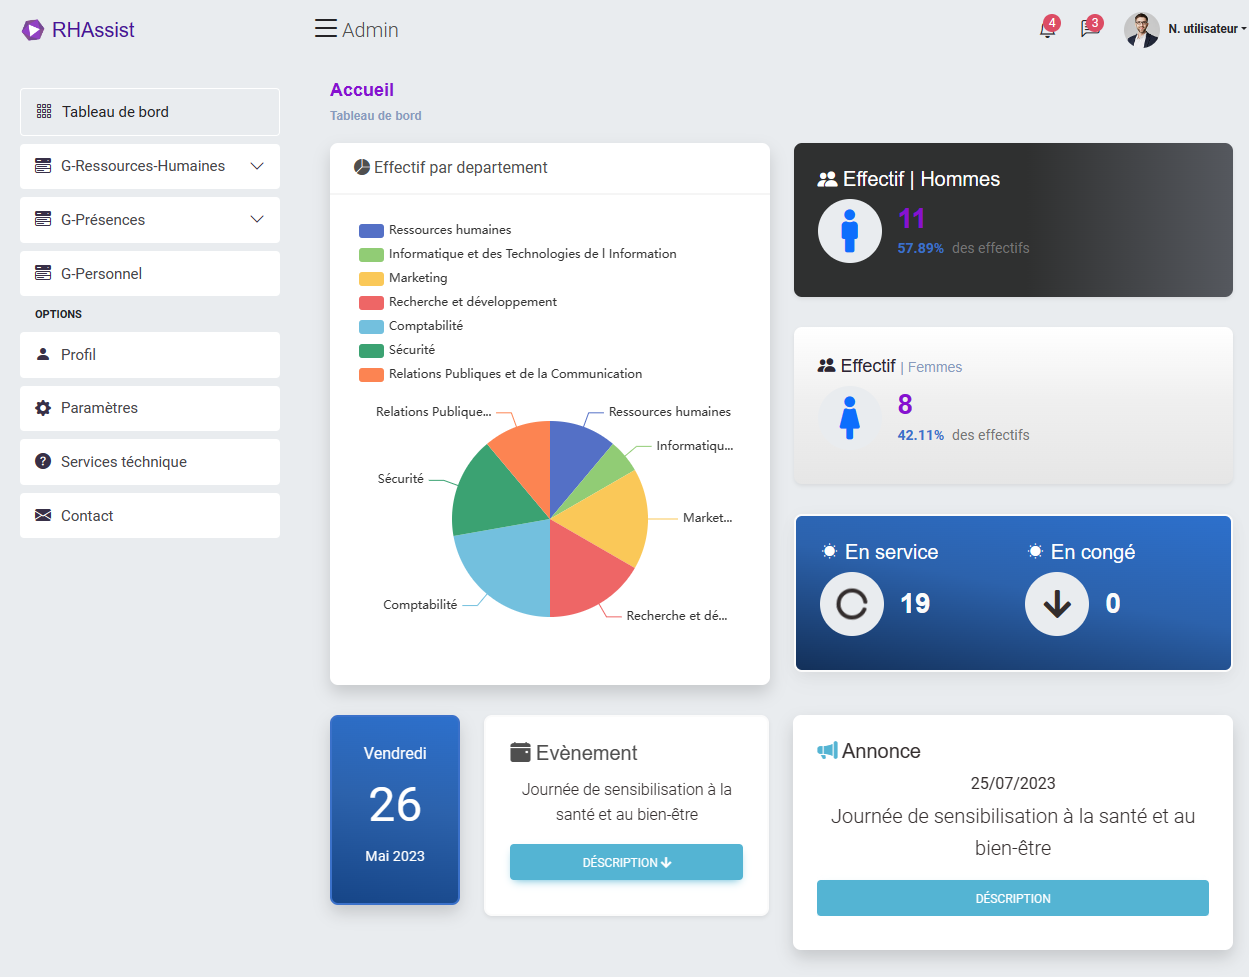 RHAssist
Admin
4
3
N. utilisateur
Accueil
Tableau de bord
Tableau de bord
G-Ressources-Humaines
G-Présences
G-Personnel
OPTIONS
Profil
Paramètres
Services téchnique
Contact
Effectif par departement
Ressources humaines
Informatique et des Technologies de l Information
Marketing
Recherche et développement
Comptabilité
Sécurité
Relations Publiques et de la Communication
Relations Publique...
Ressources humaines
Informatiqu...
Sécurité
Market...
Comptabilité
Recherche et dé...
Effectif | Hommes
11
57.89% des effectifs
Effectif | Femmes
8
42.11% des effectifs
En service
19
En congé
0
Vendredi
26
Mai 2023
Evènement
Journée de sensibilisation à la
santé et au bien-être
DÉSCRIPTION
Annonce
25/07/2023
Journée de sensibilisation à la santé et au
bien-être
DÉSCRIPTION